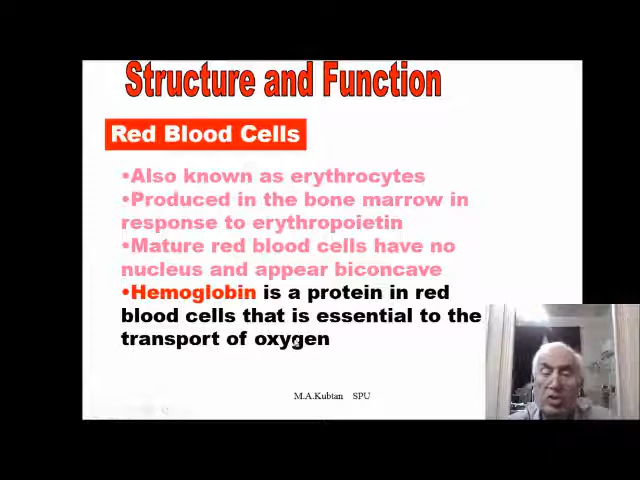 Structure and Function
Red Blood Cells
•Also known as erythrocytes
•Produced in the bone marrow in
response to erythropoietin
•Mature red blood cells have no
nucleus and appear biconcave
•Hemoglobin is a protein in red
blood cells that is essential to the
transport of oxygen
M.A.Kubtan SPU